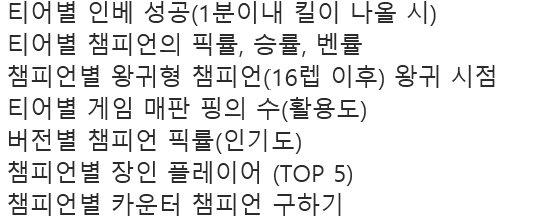 티어별 인베 성공(1분이내 킬이 나올 시)
티어별 챔피언의 픽률, 승률, 벤률
챔피언별 왕귀형 챔피언(16렙 이후) 왕귀 시점
티어별 게임 매판 핑의 수(활용도)
버전별 챔피언 픽률(인기도)
챔피언별 장인 플레이어 (TOP 5)
챔피언별 카운터 챔피언 구하기